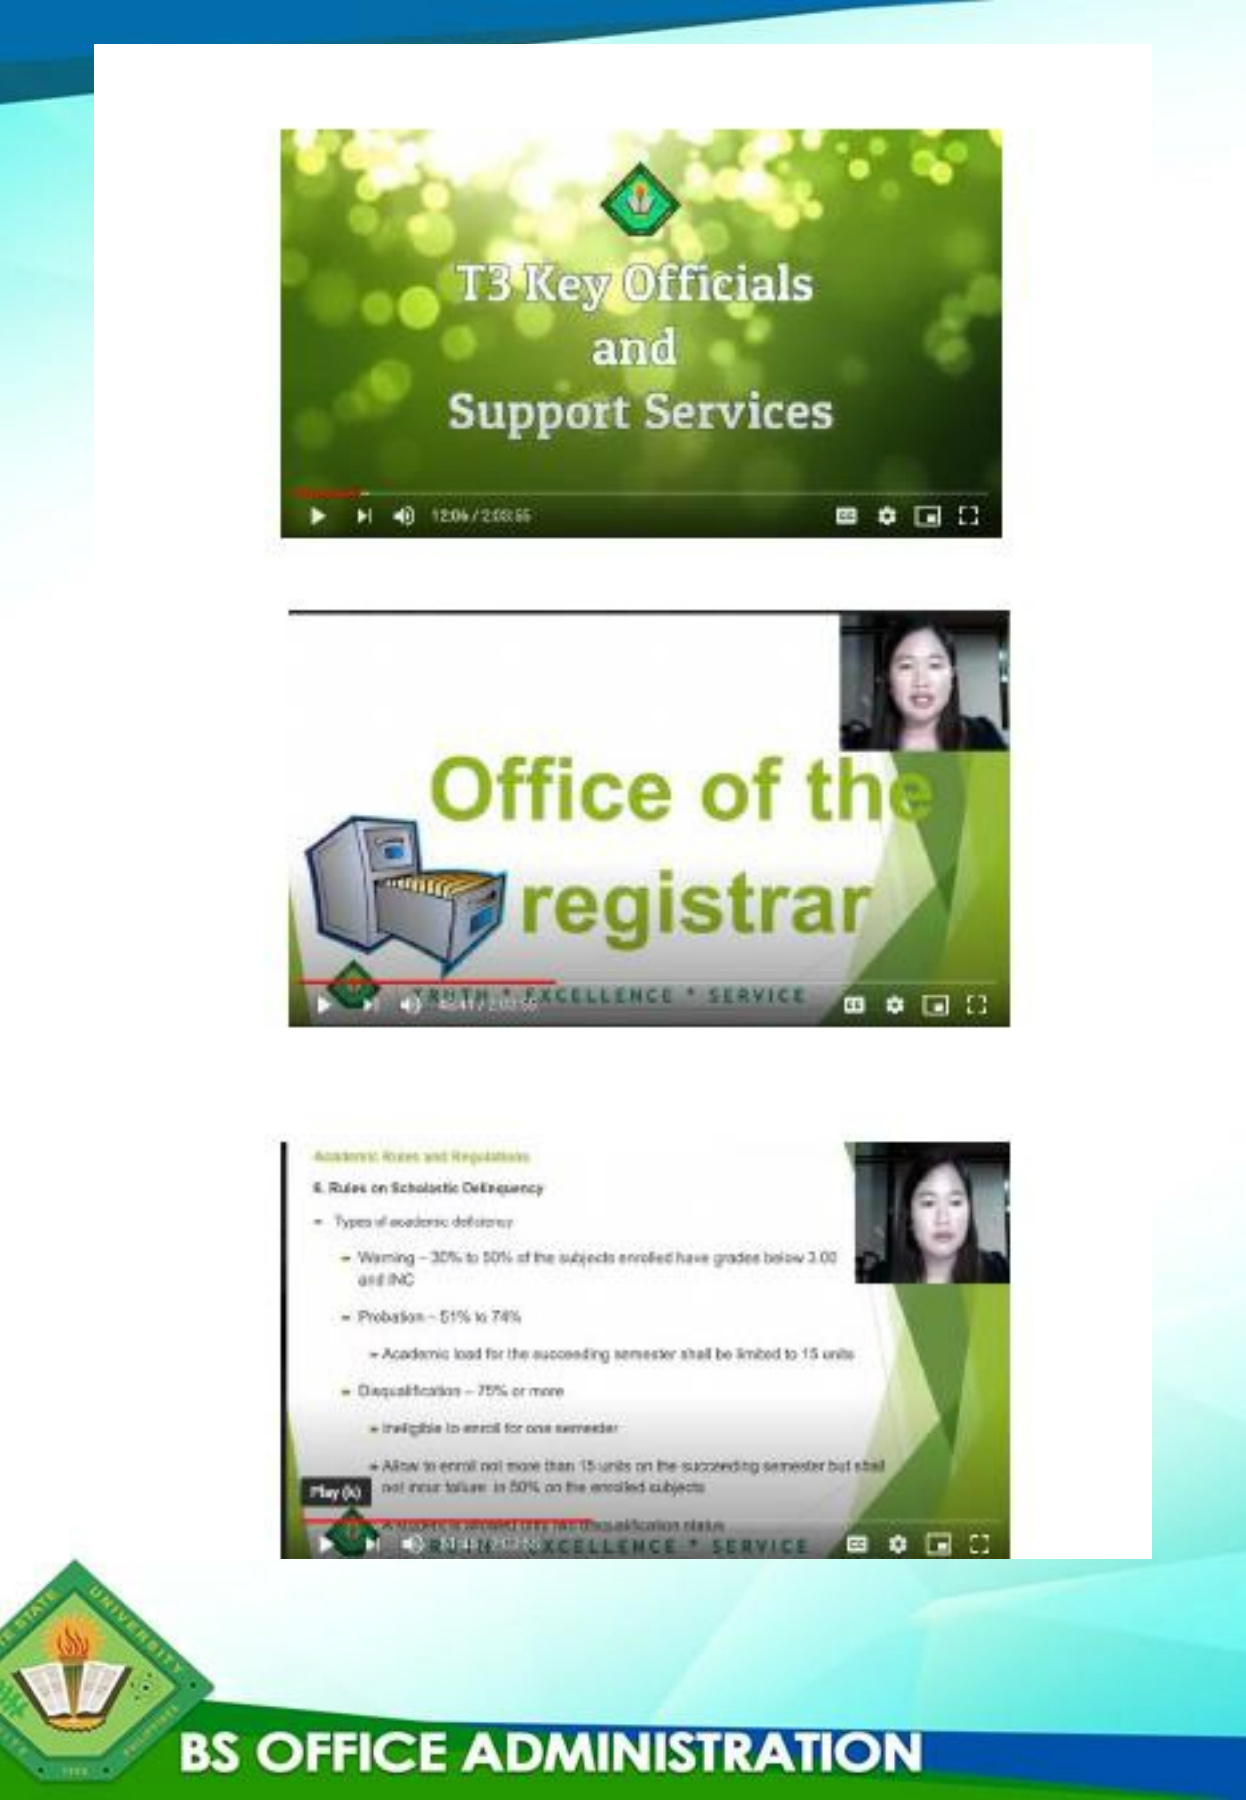 T3 Key Officials
and
Support Services
12:06 / 2:03:55
Office of the
registrar
TRUTH * EXCELLENCE * SERVICE
Academic Rules and Regulations
6. Rules on Scholastic Delinquency
Types of academic deficiency
Warning – 30% to 50% of the subjects enrolled have grades below 3.00
and INC
Probation – 51% to 74%
Academic load for the succeeding semester shall be limited to 15 units
Disqualification – 75% or more
Ineligible to enroll for one semester
Allow to enroll not more than 15 units on the succeeding semester but shall
not incur failure in 50% on the enrolled subjects
Play (k)
A student is allowed only two disqualification status
TRUTH * EXCELLENCE * SERVICE
STATE UNIVERSITY
PHILIPPINES
BS OFFICE ADMINISTRATION